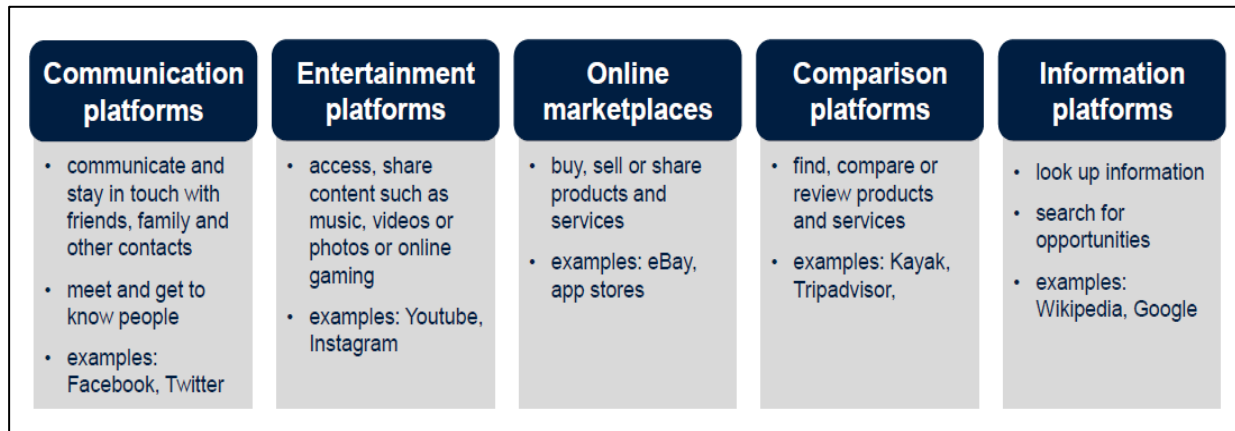 Communication
platforms
• communicate and
stay in touch with
friends, family and
other contacts
• meet and get to
know people
• examples:
Facebook, Twitter
Entertainment
platforms
• access, share
content such as
music, videos or
photos or online
gaming
• examples: Youtube,
Instagram
Online
marketplaces
• buy, sell or share
products and
services
• examples: eBay,
app stores
Comparison
platforms
• find, compare or
review products
and services
• examples: Kayak,
Tripadvisor,
Information
platforms
• look up information
• search for
opportunities
• examples:
Wikipedia, Google